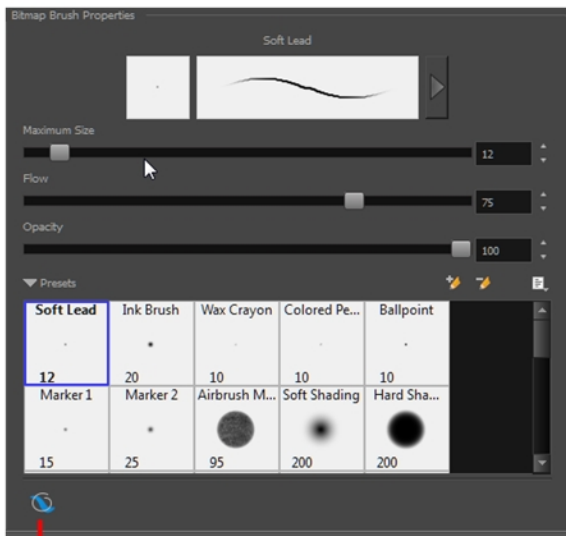 Bitmap Brush Properties
Soft Lead
Maximum Size
12
Flow
75
Opacity
100
Presets
Soft Lead Ink Brush Wax Crayon Colored Pe... Ballpoint
12 20 10 10 10
Marker 1 Marker 2 Airbrush M... Soft Shading Hard Sha...
15 25 95 200 200